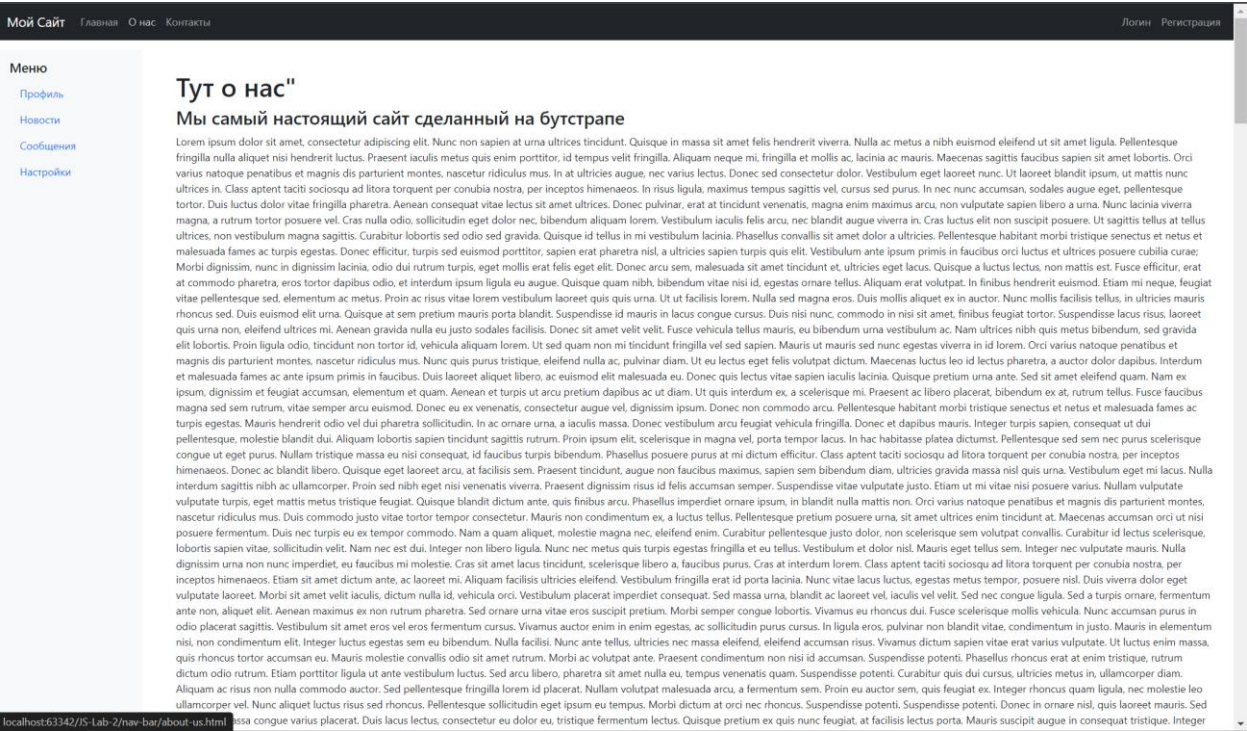 Мой Сайт Главная О нас Контакты Логин Регистрация
Меню
Профиль
Новости
Сообщения
Настройки
Тут о нас"
Мы самый настоящий сайт сделанный на бутстрапе
Lorem ipsum dolor sit amet, consectetur adipiscing elit. Nunc non sapien at urna ultrices tincidunt. Quisque in massa sit amet felis hendrerit viverra. Nulla ac metus a nibh euismod eleifend ut sit amet ligula. Pellentesque
fringilla nulla aliquet nisi hendrerit luctus. Praesent iaculis metus quis enim porttitor, id tempus velit fringilla. Aliquam neque mi, fringilla et mollis ac, lacinia ac mauris. Maecenas sagittis faucibus sapien sit amet lobortis. Orci
varius natoque penatibus et magnis dis parturient montes, nascetur ridiculus mus. In at ultricies augue, nec varius lectus. Donec sed consectetur dolor. Vestibulum eget laoreet nunc. Ut laoreet blandit ipsum, ut mattis nunc
ultrices in. Class aptent taciti sociosqu ad litora torquent per conubia nostra, per inceptos himenaeos. In risus ligula, maximus tempus sagittis vel, cursus sed purus. In nec nunc accumsan, sodales augue eget, pellentesque
tortor. Duis luctus dolor vitae fringilla pharetra. Aenean consequat vitae lectus sit amet ultrices. Donec pulvinar, erat at tincidunt venenatis, magna enim maximus arcu, non vulputate sapien libero a urna. Nunc lacinia viverra
magna, a rutrum tortor posuere vel. Cras nulla odio, sollicitudin eget dolor nec, bibendum aliquam lorem. Vestibulum iaculis felis arcu, nec blandit augue viverra in. Cras luctus elit non suscipit posuere. Ut sagittis tellus at tellus
ultrices, non vestibulum magna sagittis. Curabitur lobortis sed odio sed gravida. Quisque id tellus in mi vestibulum lacinia. Phasellus convallis sit amet dolor a ultricies. Pellentesque habitant morbi tristique senectus et netus et
malesuada fames ac turpis egestas. Donec efficitur, turpis sed euismod porttitor, sapien erat pharetra nisl, a ultricies sapien turpis quis elit. Vestibulum ante ipsum primis in faucibus orci luctus et ultrices posuere cubilia curae;
Morbi dignissim, nunc in dignissim lacinia, odio dui rutrum turpis, eget mollis erat felis eget elit. Donec arcu sem, malesuada sit amet tincidunt et, ultricies eget lacus. Quisque a luctus lectus, non mattis est. Fusce efficitur, erat
at commodo pharetra, eros tortor dapibus odio, et interdum ipsum ligula eu augue. Quisque quam nibh, bibendum vitae nisi id, egestas ornare tellus. Aliquam erat volutpat. In finibus hendrerit euismod. Etiam mi neque, feugiat
vitae pellentesque sed, elementum ac metus. Proin ac risus vitae lorem vestibulum laoreet quis quis urna. Ut ut facilisis lorem. Nulla sed magna eros. Duis mollis aliquet ex in auctor. Nunc mollis facilisis tellus, in ultricies mauris
rhoncus sed. Duis euismod elit urna. Quisque at sem pretium mauris porta blandit. Suspendisse id mauris in lacus congue cursus. Duis nisi nunc, commodo in nisi sit amet, finibus feugiat tortor. Suspendisse lacus risus, laoreet
quis urna non, eleifend ultrices mi. Aenean gravida nulla eu justo sodales facilisis. Donec sit amet velit velit. Fusce vehicula tellus mauris, eu bibendum urna vestibulum ac. Nam ultrices nibh quis metus bibendum, sed gravida
elit lobortis. Proin ligula odio, tincidunt non tortor id, vehicula aliquam lorem. Ut sed quam non mi tincidunt fringilla vel sed sapien. Mauris ut mauris sed nunc egestas viverra in id lorem. Orci varius natoque penatibus et
magnis dis parturient montes, nascetur ridiculus mus. Nunc quis purus tristique, eleifend nulla ac, pulvinar diam. Ut eu lectus eget felis volutpat dictum. Maecenas luctus leo id lectus pharetra, a auctor dolor dapibus. Interdum
et malesuada fames ac ante ipsum primis in faucibus. Duis laoreet aliquet libero, ac euismod elit malesuada eu. Donec quis lectus vitae sapien iaculis lacinia. Quisque pretium urna ante. Sed sit amet eleifend quam. Nam ex
ipsum, dignissim et feugiat accumsan, elementum et quam. Aenean et turpis ut arcu pretium dapibus ac ut diam. Ut quis interdum ex, a scelerisque mi. Praesent ac libero placerat, bibendum ex at, rutrum tellus. Fusce faucibus
magna sed sem rutrum, vitae semper arcu euismod. Donec eu ex venenatis, consectetur augue vel, dignissim ipsum. Donec non commodo arcu. Pellentesque habitant morbi tristique senectus et netus et malesuada fames ac
turpis egestas. Mauris hendrerit odio vel dui pharetra sollicitudin. In ac ornare urna, a iaculis massa. Donec vestibulum arcu feugiat vehicula fringilla. Donec et dapibus mauris. Integer turpis sapien, consequat ut dui
pellentesque, molestie blandit dui. Aliquam lobortis sapien tincidunt sagittis rutrum. Proin ipsum elit, scelerisque in magna vel, porta tempor lacus. In hac habitasse platea dictumst. Pellentesque sed sem nec purus scelerisque
congue ut eget purus. Nullam tristique massa eu nisi consequat, id faucibus turpis bibendum. Phasellus posuere purus at mi dictum efficitur. Class aptent taciti sociosqu ad litora torquent per conubia nostra, per inceptos
himenaeos. Donec ac blandit libero. Quisque eget laoreet arcu, at facilisis sem. Praesent tincidunt, augue non faucibus maximus, sapien sem bibendum diam, ultricies gravida massa nisl quis urna. Vestibulum eget mi lacus. Nulla
interdum sagittis nibh ac ullamcorper. Proin sed nibh eget nisi venenatis viverra. Praesent dignissim risus id felis accumsan semper. Suspendisse vitae vulputate justo. Etiam ut mi vitae nisi posuere varius. Nullam vulputate
vulputate turpis, eget mattis metus tristique feugiat. Quisque blandit dictum ante, quis finibus arcu. Phasellus imperdiet ornare ipsum, in blandit nulla mattis non. Orci varius natoque penatibus et magnis dis parturient montes,
nascetur ridiculus mus. Duis commodo justo vitae tortor tempor consectetur. Mauris non condimentum ex, a luctus tellus. Pellentesque pretium posuere urna, sit amet ultrices enim tincidunt at. Maecenas accumsan orci ut nisi
posuere fermentum. Duis nec turpis eu ex tempor commodo. Nam a quam aliquet, molestie magna nec, eleifend enim. Curabitur pellentesque justo dolor, non scelerisque sem volutpat convallis. Curabitur id lectus scelerisque,
lobortis sapien vitae, sollicitudin velit. Nam nec est dui. Integer non libero ligula. Nunc nec metus quis turpis egestas fringilla et eu tellus. Vestibulum et dolor nisl. Mauris eget tellus sem. Integer nec vulputate mauris. Nulla
dignissim urna non nunc imperdiet, eu faucibus mi molestie. Cras sit amet lacus tincidunt, scelerisque libero a, faucibus purus. Cras at interdum lorem. Class aptent taciti sociosqu ad litora torquent per conubia nostra, per
inceptos himenaeos. Etiam sit amet dictum ante, ac laoreet mi. Aliquam facilisis ultricies eleifend. Vestibulum fringilla erat id porta lacinia. Nunc vitae lacus luctus, egestas metus tempor, posuere nisl. Duis viverra dolor eget
vulputate laoreet. Morbi sit amet velit iaculis, dictum nulla id, vehicula orci. Vestibulum placerat imperdiet consequat. Sed massa urna, blandit ac laoreet vel, iaculis vel velit. Sed nec congue ligula. Sed a turpis ornare, fermentum
ante non, aliquet elit. Aenean maximus ex non rutrum pharetra. Sed ornare urna vitae eros suscipit pretium. Morbi semper congue lobortis. Vivamus eu rhoncus dui. Fusce scelerisque mollis vehicula. Nunc accumsan purus in
odio placerat sagittis. Vestibulum sit amet eros vel eros fermentum cursus. Vivamus auctor enim in enim egestas, ac sollicitudin purus cursus. In ligula eros, pulvinar non blandit vitae, condimentum in justo. Mauris in elementum
nisi, non condimentum elit. Integer luctus egestas sem eu bibendum. Nulla facilisi. Nunc ante tellus, ultricies nec massa eleifend, eleifend accumsan risus. Vivamus dictum sapien vitae erat varius vulputate. Ut luctus enim massa,
quis rhoncus tortor accumsan eu. Mauris molestie convallis odio sit amet rutrum. Morbi ac volutpat ante. Praesent condimentum non nisi id accumsan. Suspendisse potenti. Phasellus rhoncus erat at enim tristique, rutrum
dictum odio rutrum. Etiam porttitor ligula ut ante vestibulum luctus. Sed arcu libero, pharetra sit amet nulla eu, tempus venenatis quam. Suspendisse potenti. Curabitur quis dui cursus, ultricies metus in, ullamcorper diam.
Aliquam ac risus non nulla commodo auctor. Sed pellentesque fringilla lorem id placerat. Nullam volutpat malesuada arcu, a fermentum sem. Proin eu auctor sem, quis feugiat ex. Integer rhoncus quam ligula, nec molestie leo
ullamcorper vel. Nunc aliquet luctus risus sed rhoncus. Pellentesque sollicitudin eget ipsum eu tempus. Morbi dictum at orci nec rhoncus. Suspendisse potenti. Suspendisse potenti. Donec in ornare nisl, quis laoreet mauris. Sed
localhost:63342/JS-Lab-2/nav-bar/about-us.html assa congue varius placerat. Duis lacus lectus, consectetur eu dolor eu, tristique fermentum lectus. Quisque pretium ex quis nunc feugiat, at facilisis lectus porta. Mauris suscipit augue in consequat tristique. Integer